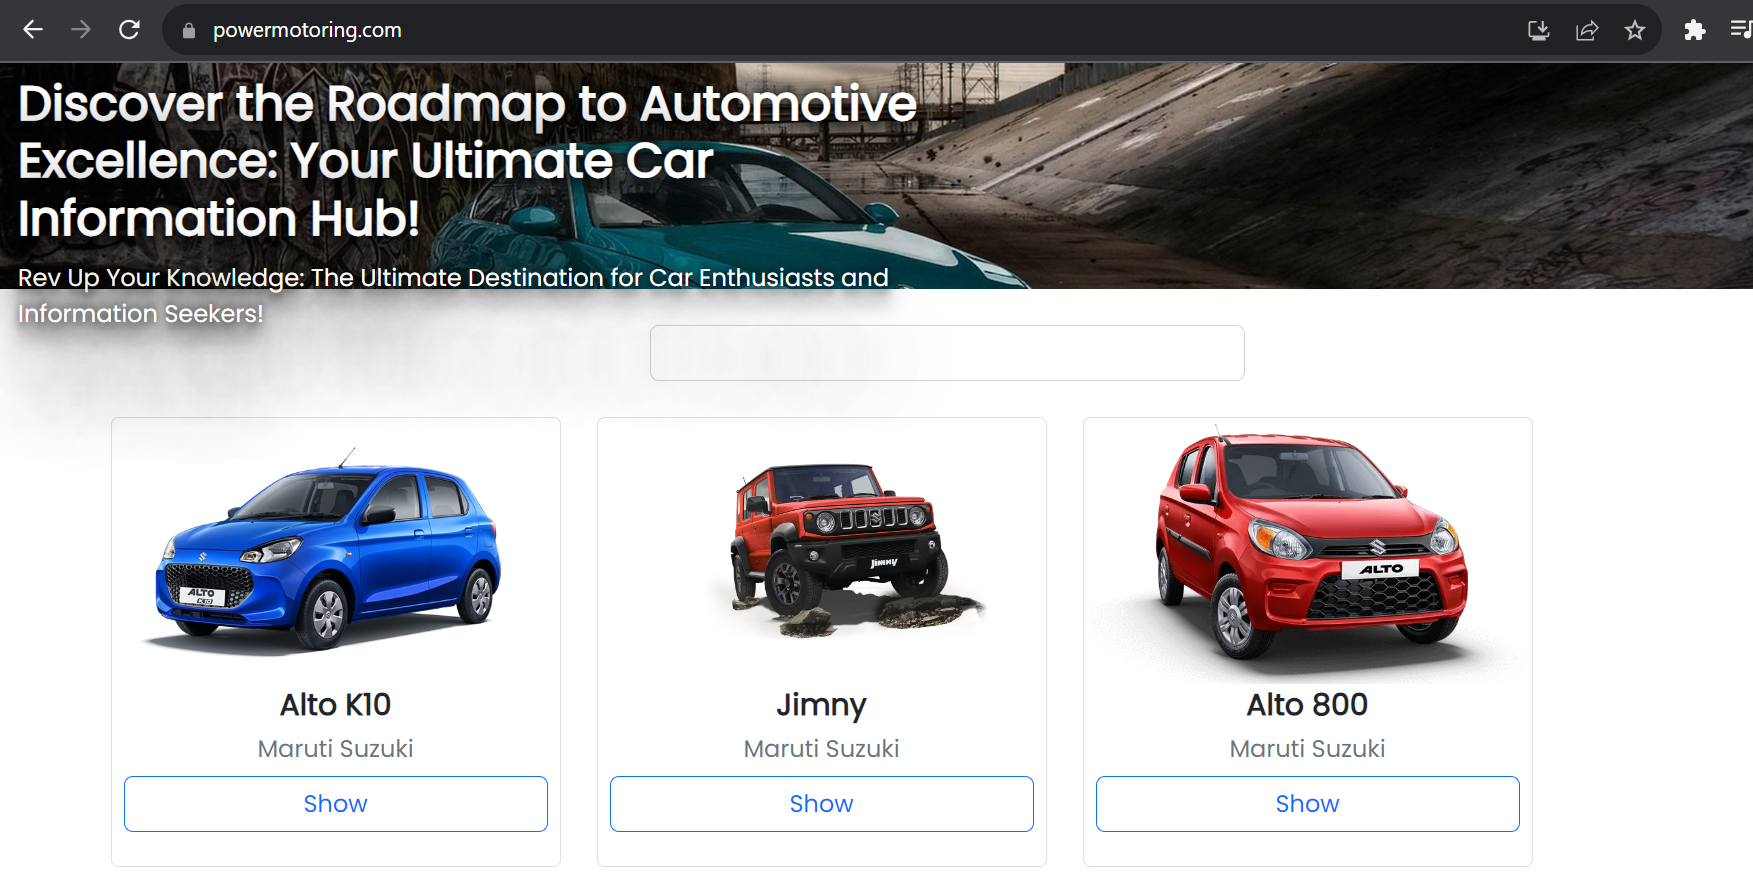 powermotoring.com
Discover the Roadmap to Automotive
Excellence: Your Ultimate Car
Information Hub!
Rev Up Your Knowledge: The Ultimate Destination for Car Enthusiasts and
Information Seekers!
ALTO
K10
Jimny
ALTO
Alto K10
Jimny
Alto 800
Maruti Suzuki
Maruti Suzuki
Maruti Suzuki
Show
Show
Show